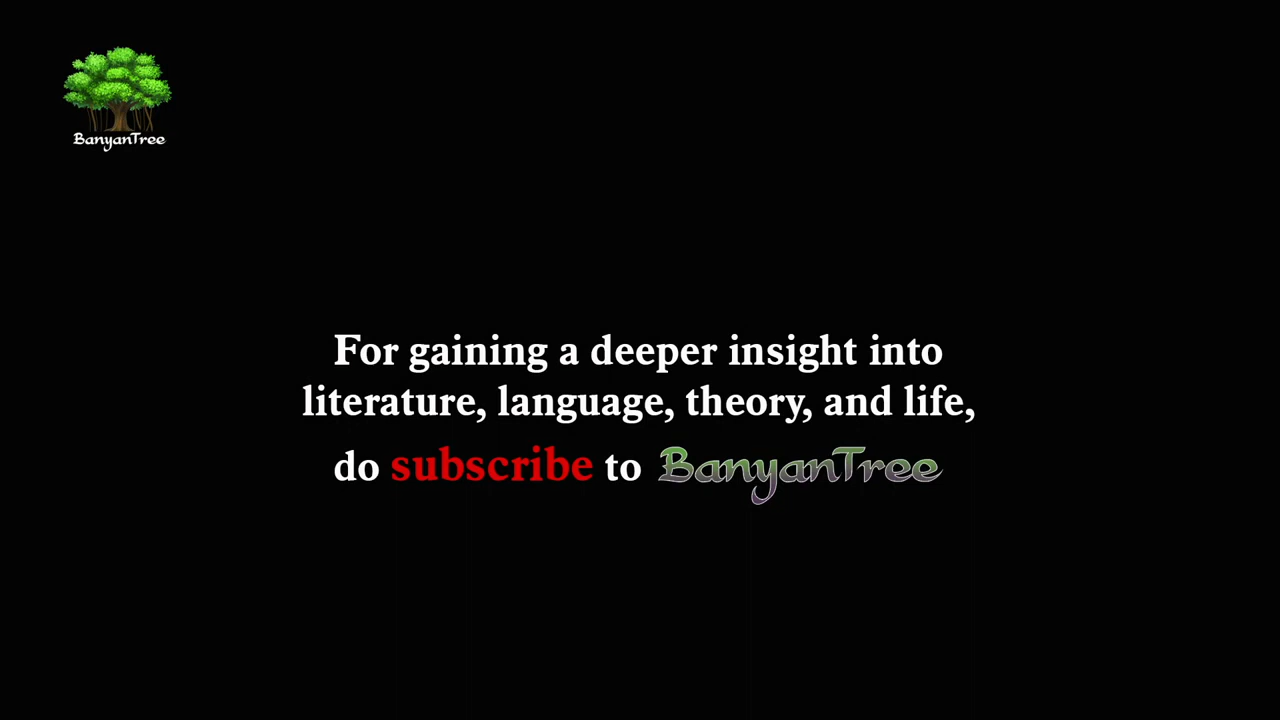 BanyanTree
For gaining a deeper insight into
literature, language, theory, and life,
do subscribe to BanyanTree